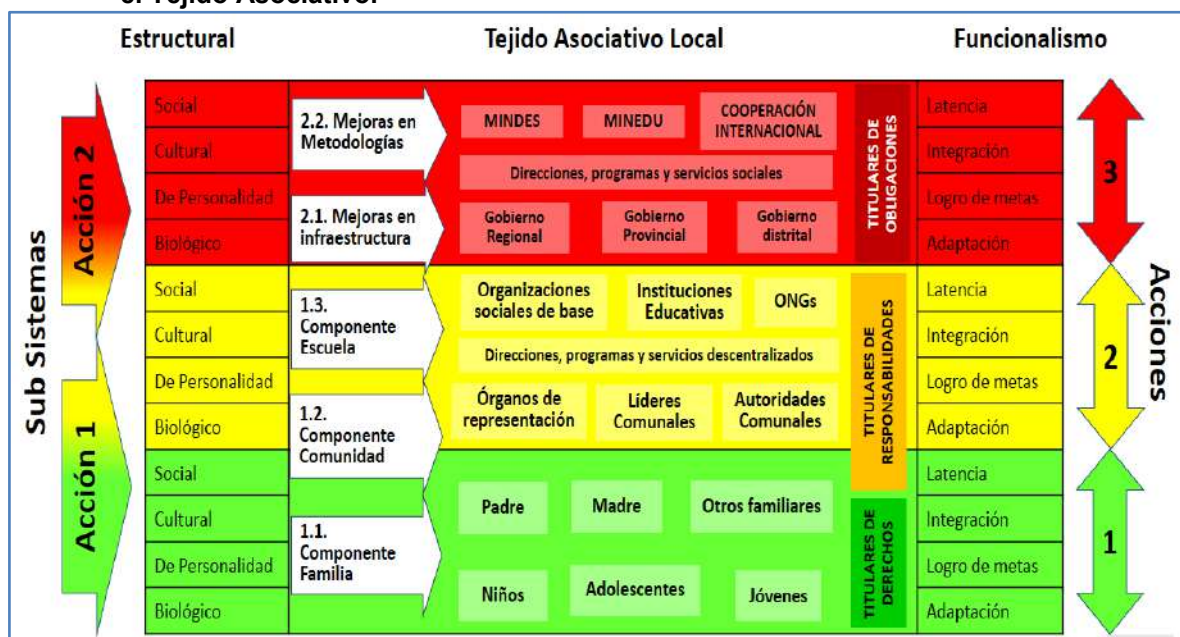 Tejido Asociativo.
Estructural
Tejido Asociativo Local
Funcionalismo
Sub Sistemas
Acción 2
Acción 1
Social
Cultural
De Personalidad
Biológico
Social
Cultural
De Personalidad
Biológico
Social
Cultural
De Personalidad
Biológico
2.2. Mejoras en
Metodologías
2.1. Mejoras en
infraestructura
1.3.
Componente
Escuela
1.2.
Componente
Comunidad
1.1.
Componente
Familia
MINDES
MINEDU
COOPERACIÓN
INTERNACIONAL
Direcciones, programas y servicios sociales
Gobierno
Regional
Gobierno
Provincial
Gobierno
distrital
Organizaciones
sociales de base
Instituciones
Educativas
ONGs
Direcciones, programas y servicios descentralizados
Órganos de
representación
Líderes
Comunales
Autoridades
Comunales
Padre
Madre
Otros familiares
Niños
Adolescentes
Jóvenes
TITULARES DE
OBLIGACIONES
TITULARES DE
RESPONSABILIDADES
TITULARES DE
DERECHOS
Latencia
Integración
Logro de metas
Adaptación
Latencia
Integración
Logro de metas
Adaptación
Latencia
Integración
Logro de metas
Adaptación
3
2
1
Acciones